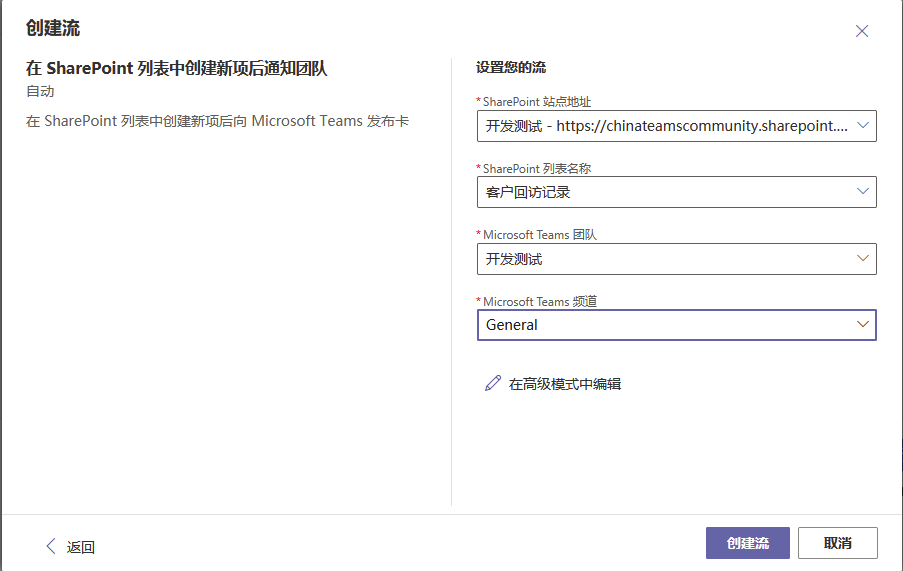 创建流
在 SharePoint 列表中创建新项后通知团队
自动
在 SharePoint 列表中创建新项后向 Microsoft Teams 发布卡
设置您的流
*SharePoint 站点地址
开发测试 - https://chinateamscommunity.sharepoint....
*SharePoint 列表名称
客户回访记录
*Microsoft Teams 团队
开发测试
*Microsoft Teams 频道
General
在高级模式中编辑
返回
创建流
取消